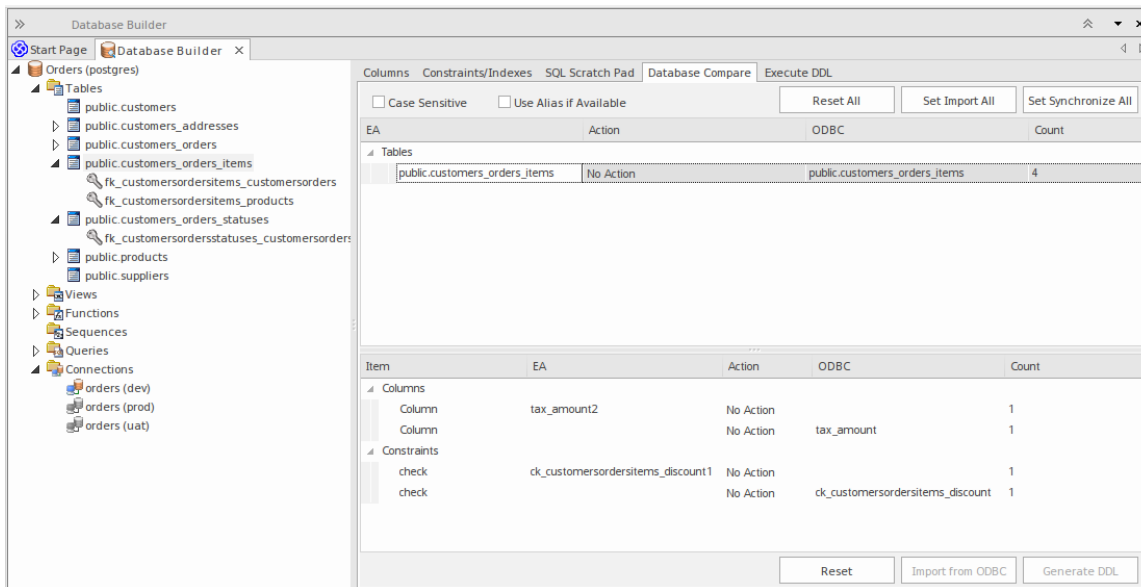 Database Builder
Start Page Database Builder
Orders (postgres)
Tables
public.customers
public.customers_addresses
public.customers_orders
public.customers_orders_items
fk_customersordersitems_customersorders
fk_customersordersitems_products
public.customers_orders_statuses
fk_customersordersstatuses_customersorders
public.products
public.suppliers
Views
Functions
Sequences
Queries
Connections
orders (dev)
orders (prod)
orders (uat)
Columns Constraints/Indexes SQL Scratch Pad Database Compare Execute DDL
Case Sensitive Use Alias if Available Reset All Set Import All Set Synchronize All
EA Action ODBC Count
Tables
public.customers_orders_items No Action public.customers_orders_items 4
Item EA Action ODBC Count
Columns
Column tax_amount2 No Action 1
Column No Action tax_amount 1
Constraints
check ck_customersordersitems_discount1 No Action 1
check No Action ck_customersordersitems_discount 1
Reset Import from ODBC Generate DDL